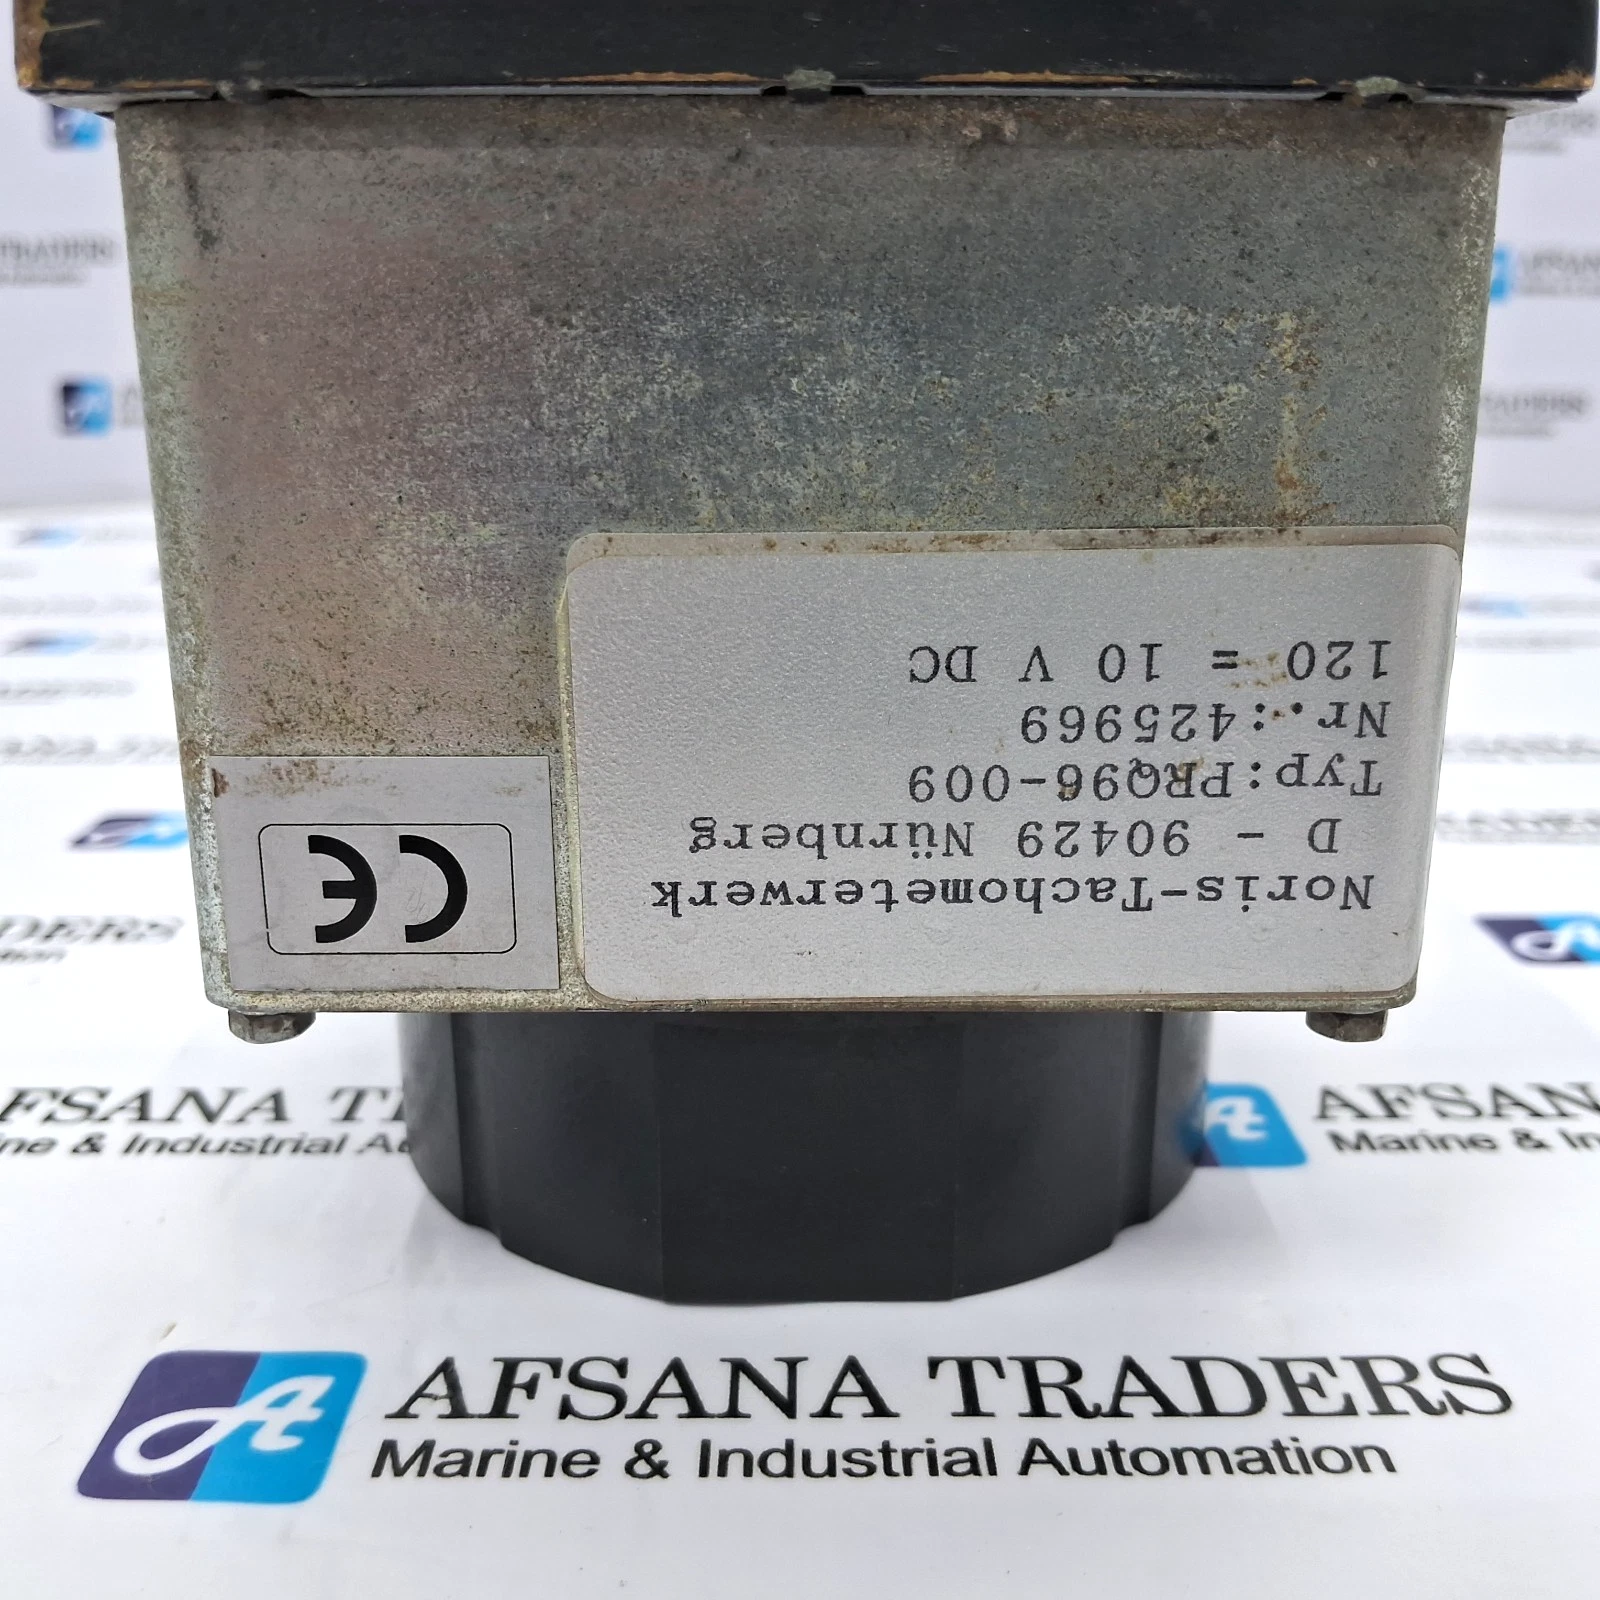 Noris-Tachometerwerk
D - 90429 Nürnberg
Typ:PRQ96-009
Nr.:425969
120 = 10 V DC
CE
AFSANA TRADERS
Marine & Industrial Automation